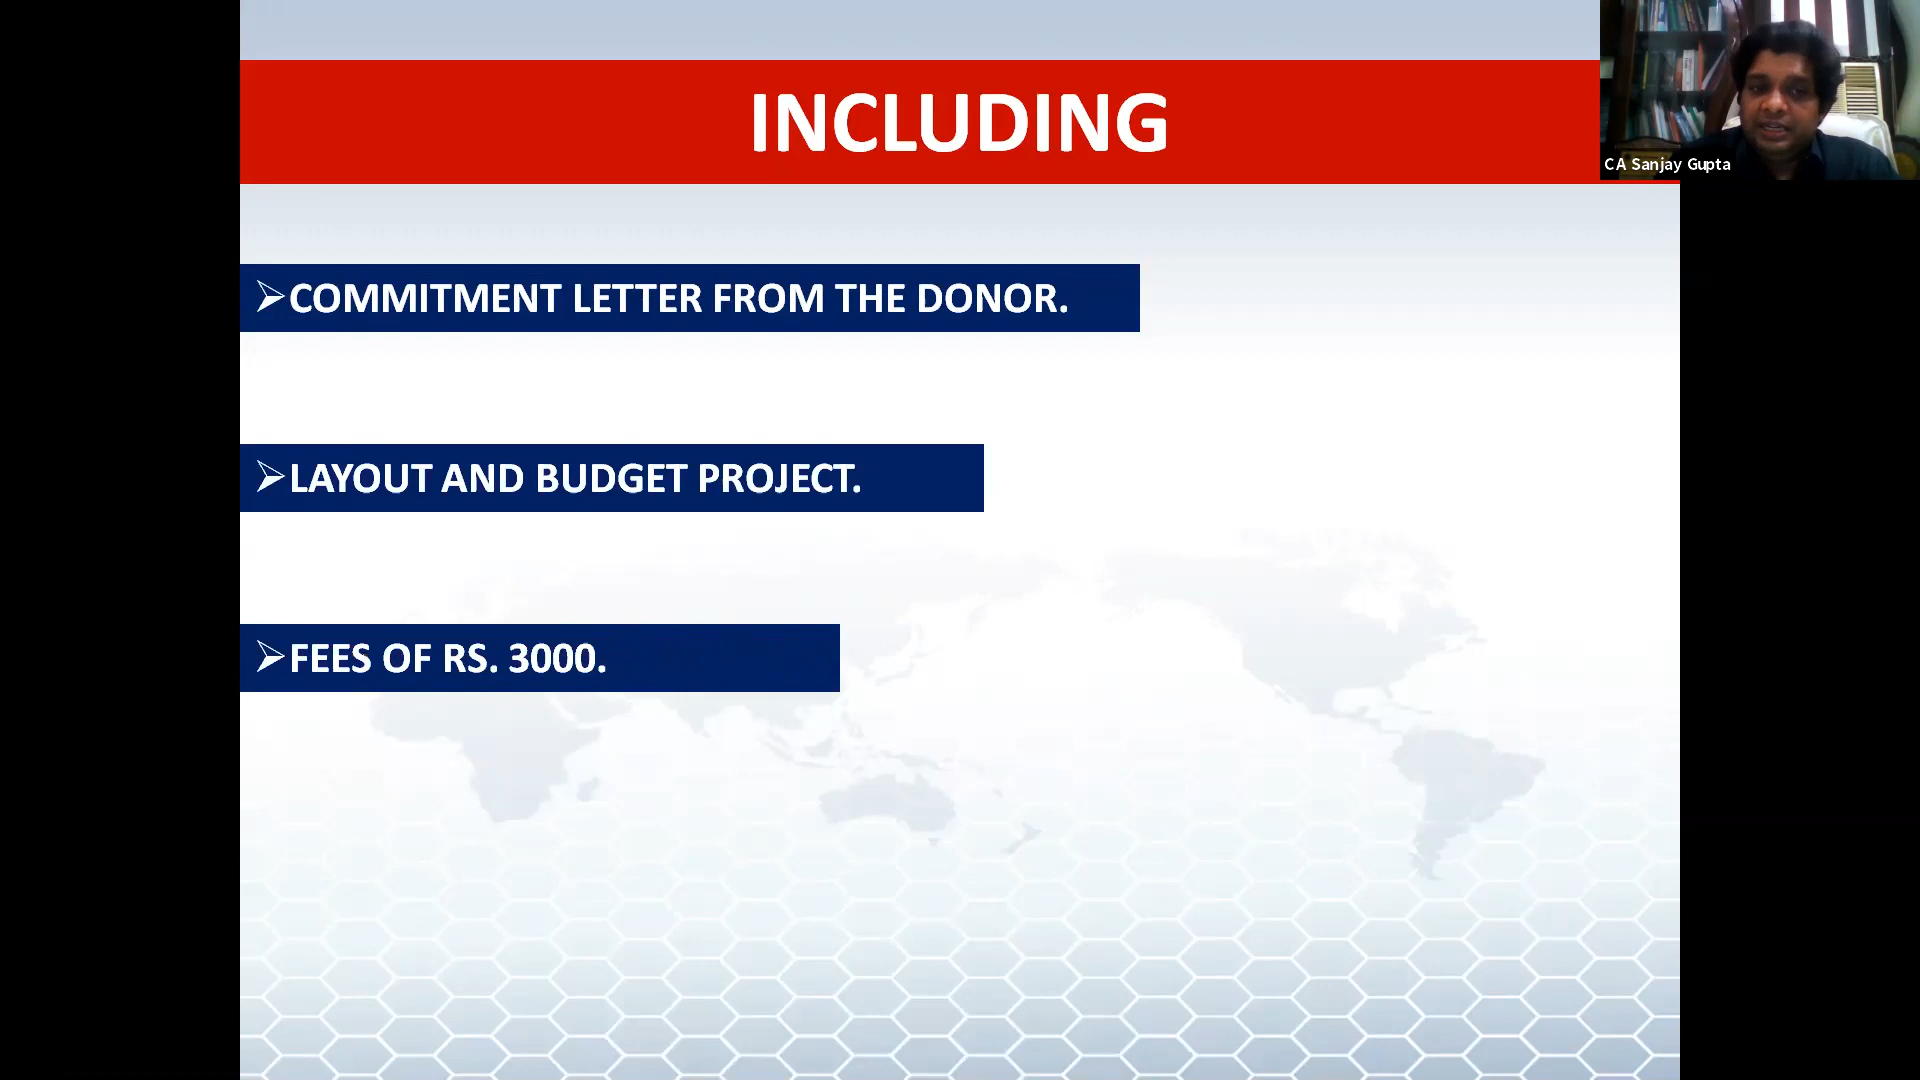 INCLUDING
CA Sanjay Gupta
➢COMMITMENT LETTER FROM THE DONOR.
➢LAYOUT AND BUDGET PROJECT.
➢FEES OF RS. 3000.